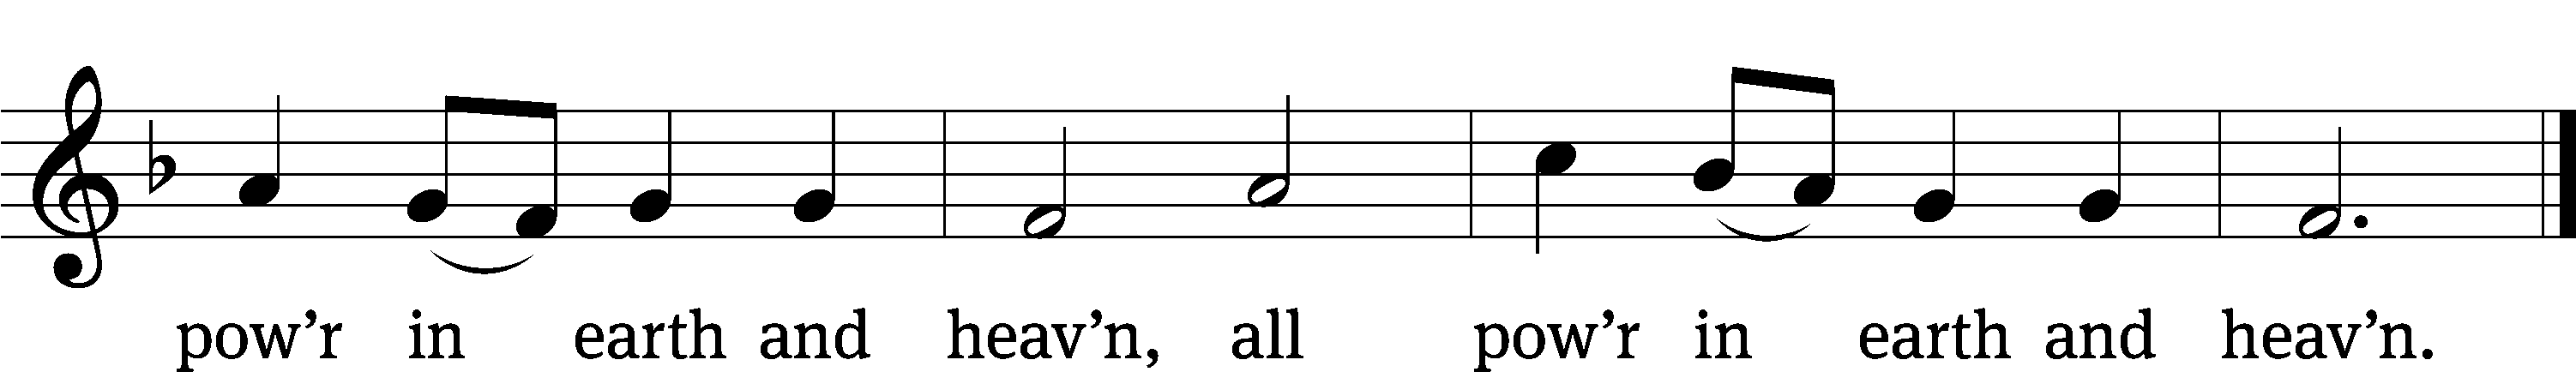 pow’r in earth and heav’n, all pow’r in earth and heav’n.